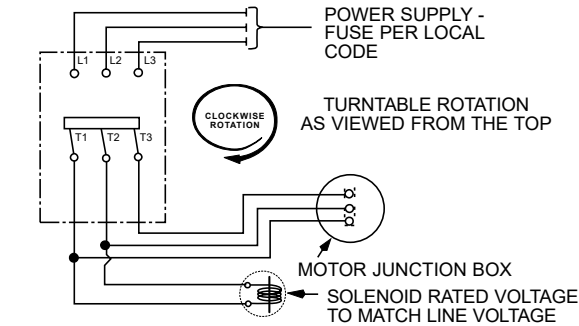 POWER SUPPLY -
FUSE PER LOCAL
CODE
L1 L2 L3
CLOCKWISE
ROTATION
TURNTABLE ROTATION
AS VIEWED FROM THE TOP
T1 T2 T3
MOTOR JUNCTION BOX
SOLENOID RATED VOLTAGE
TO MATCH LINE VOLTAGE